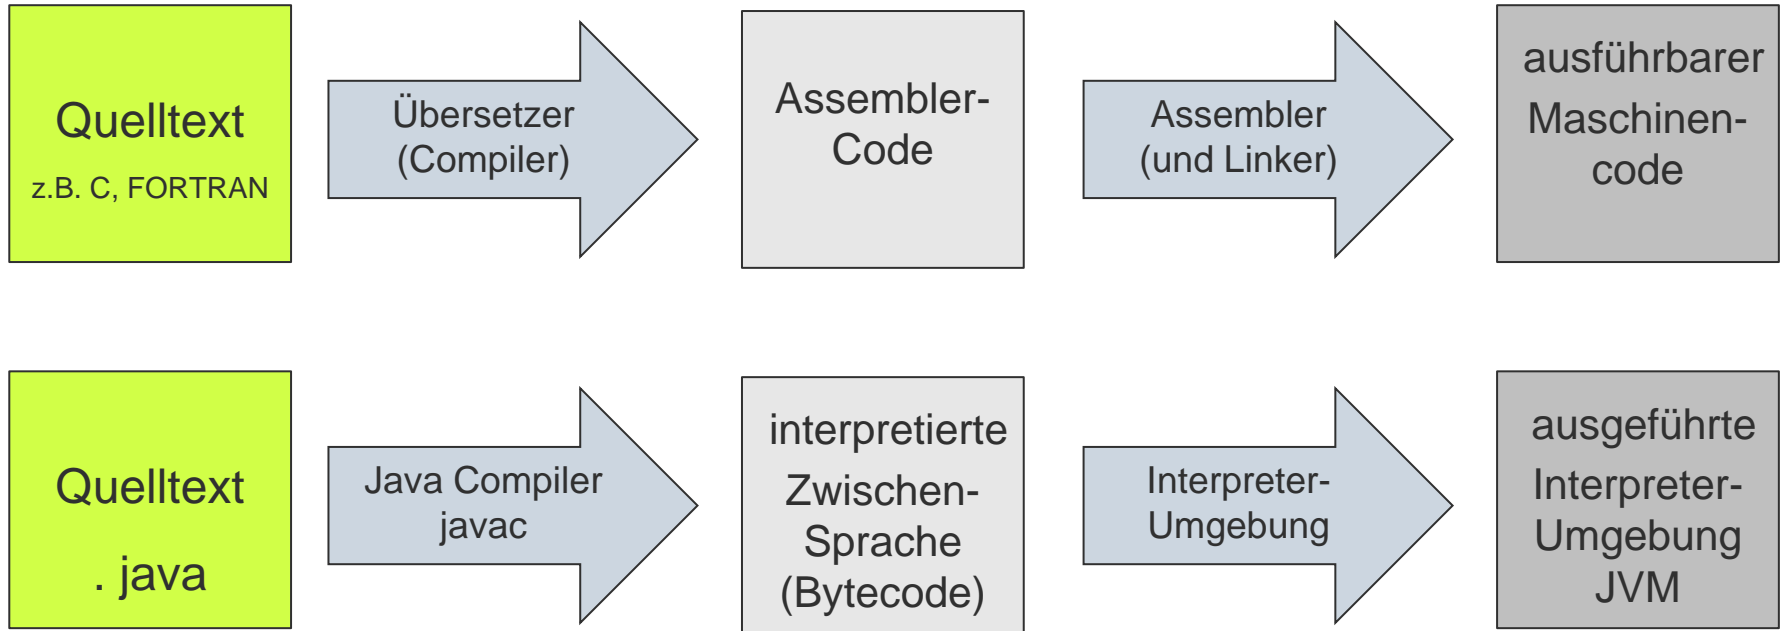 Quelltext
z.B. C, FORTRAN
Übersetzer
(Compiler)
Assembler-
Code
Assembler
(und Linker)
ausführbarer
Maschinen-
code
Quelltext
. java
Java Compiler
javac
interpretierte
Zwischen-
Sprache
(Bytecode)
Interpreter-
Umgebung
ausgeführte
Interpreter-
Umgebung
JVM